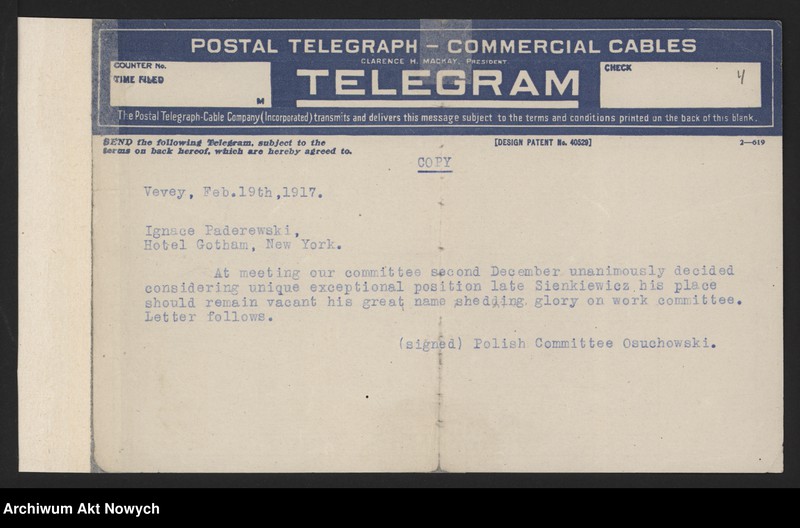 POSTAL TELEGRAPH – COMMERCIAL CABLES
CLARENCE H. MACKAY, PRESIDENT.
COUNTER No.
TIME FILED
M
TELEGRAM
CHECK
4
The Postal Telegraph-Cable Company (Incorporated) transmits and delivers this message subject to the terms and conditions printed on the back of this blank.
SEND the following Telegram, subject to the
terms on back hereof, which are hereby agreed to.
[DESIGN PATENT No. 40529]
2—619
COPY
Vevey, Feb.19th,1917.
Ignace Paderewski,
Hotel Gotham, New York.
At meeting our committee second December unanimously decided
considering unique exceptional position late Sienkiewicz his place
should remain vacant his great name shedding glory on work committee.
Letter follows.
(signed) Polish Committee Osuchowski.
Archiwum Akt Nowych